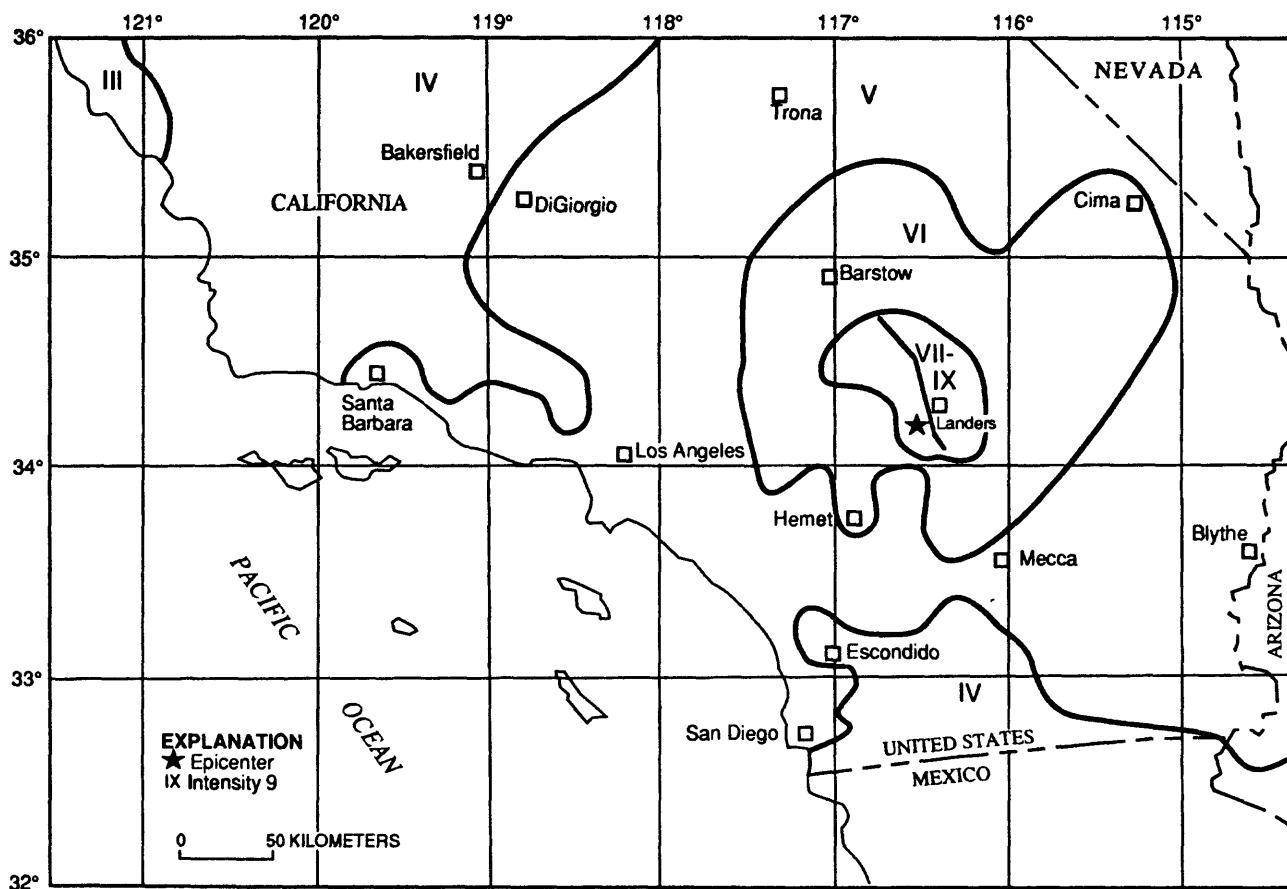 121° 120° 119° 118° 117° 116° 115°
36°
III
IV
V
NEVADA
Trona
Bakersfield
CALIFORNIA
DiGiorgio
Cima
VI
35°
Barstow
VII-
IX
Landers
Santa
Barbara
Los Angeles
34°
Hemet
Mecca
Blythe
PACIFIC
OCEAN
ARIZONA
Escondido
33°
IV
San Diego
UNITED STATES
MEXICO
EXPLANATION
Epicenter
IX Intensity 9
0 50 KILOMETERS
32°